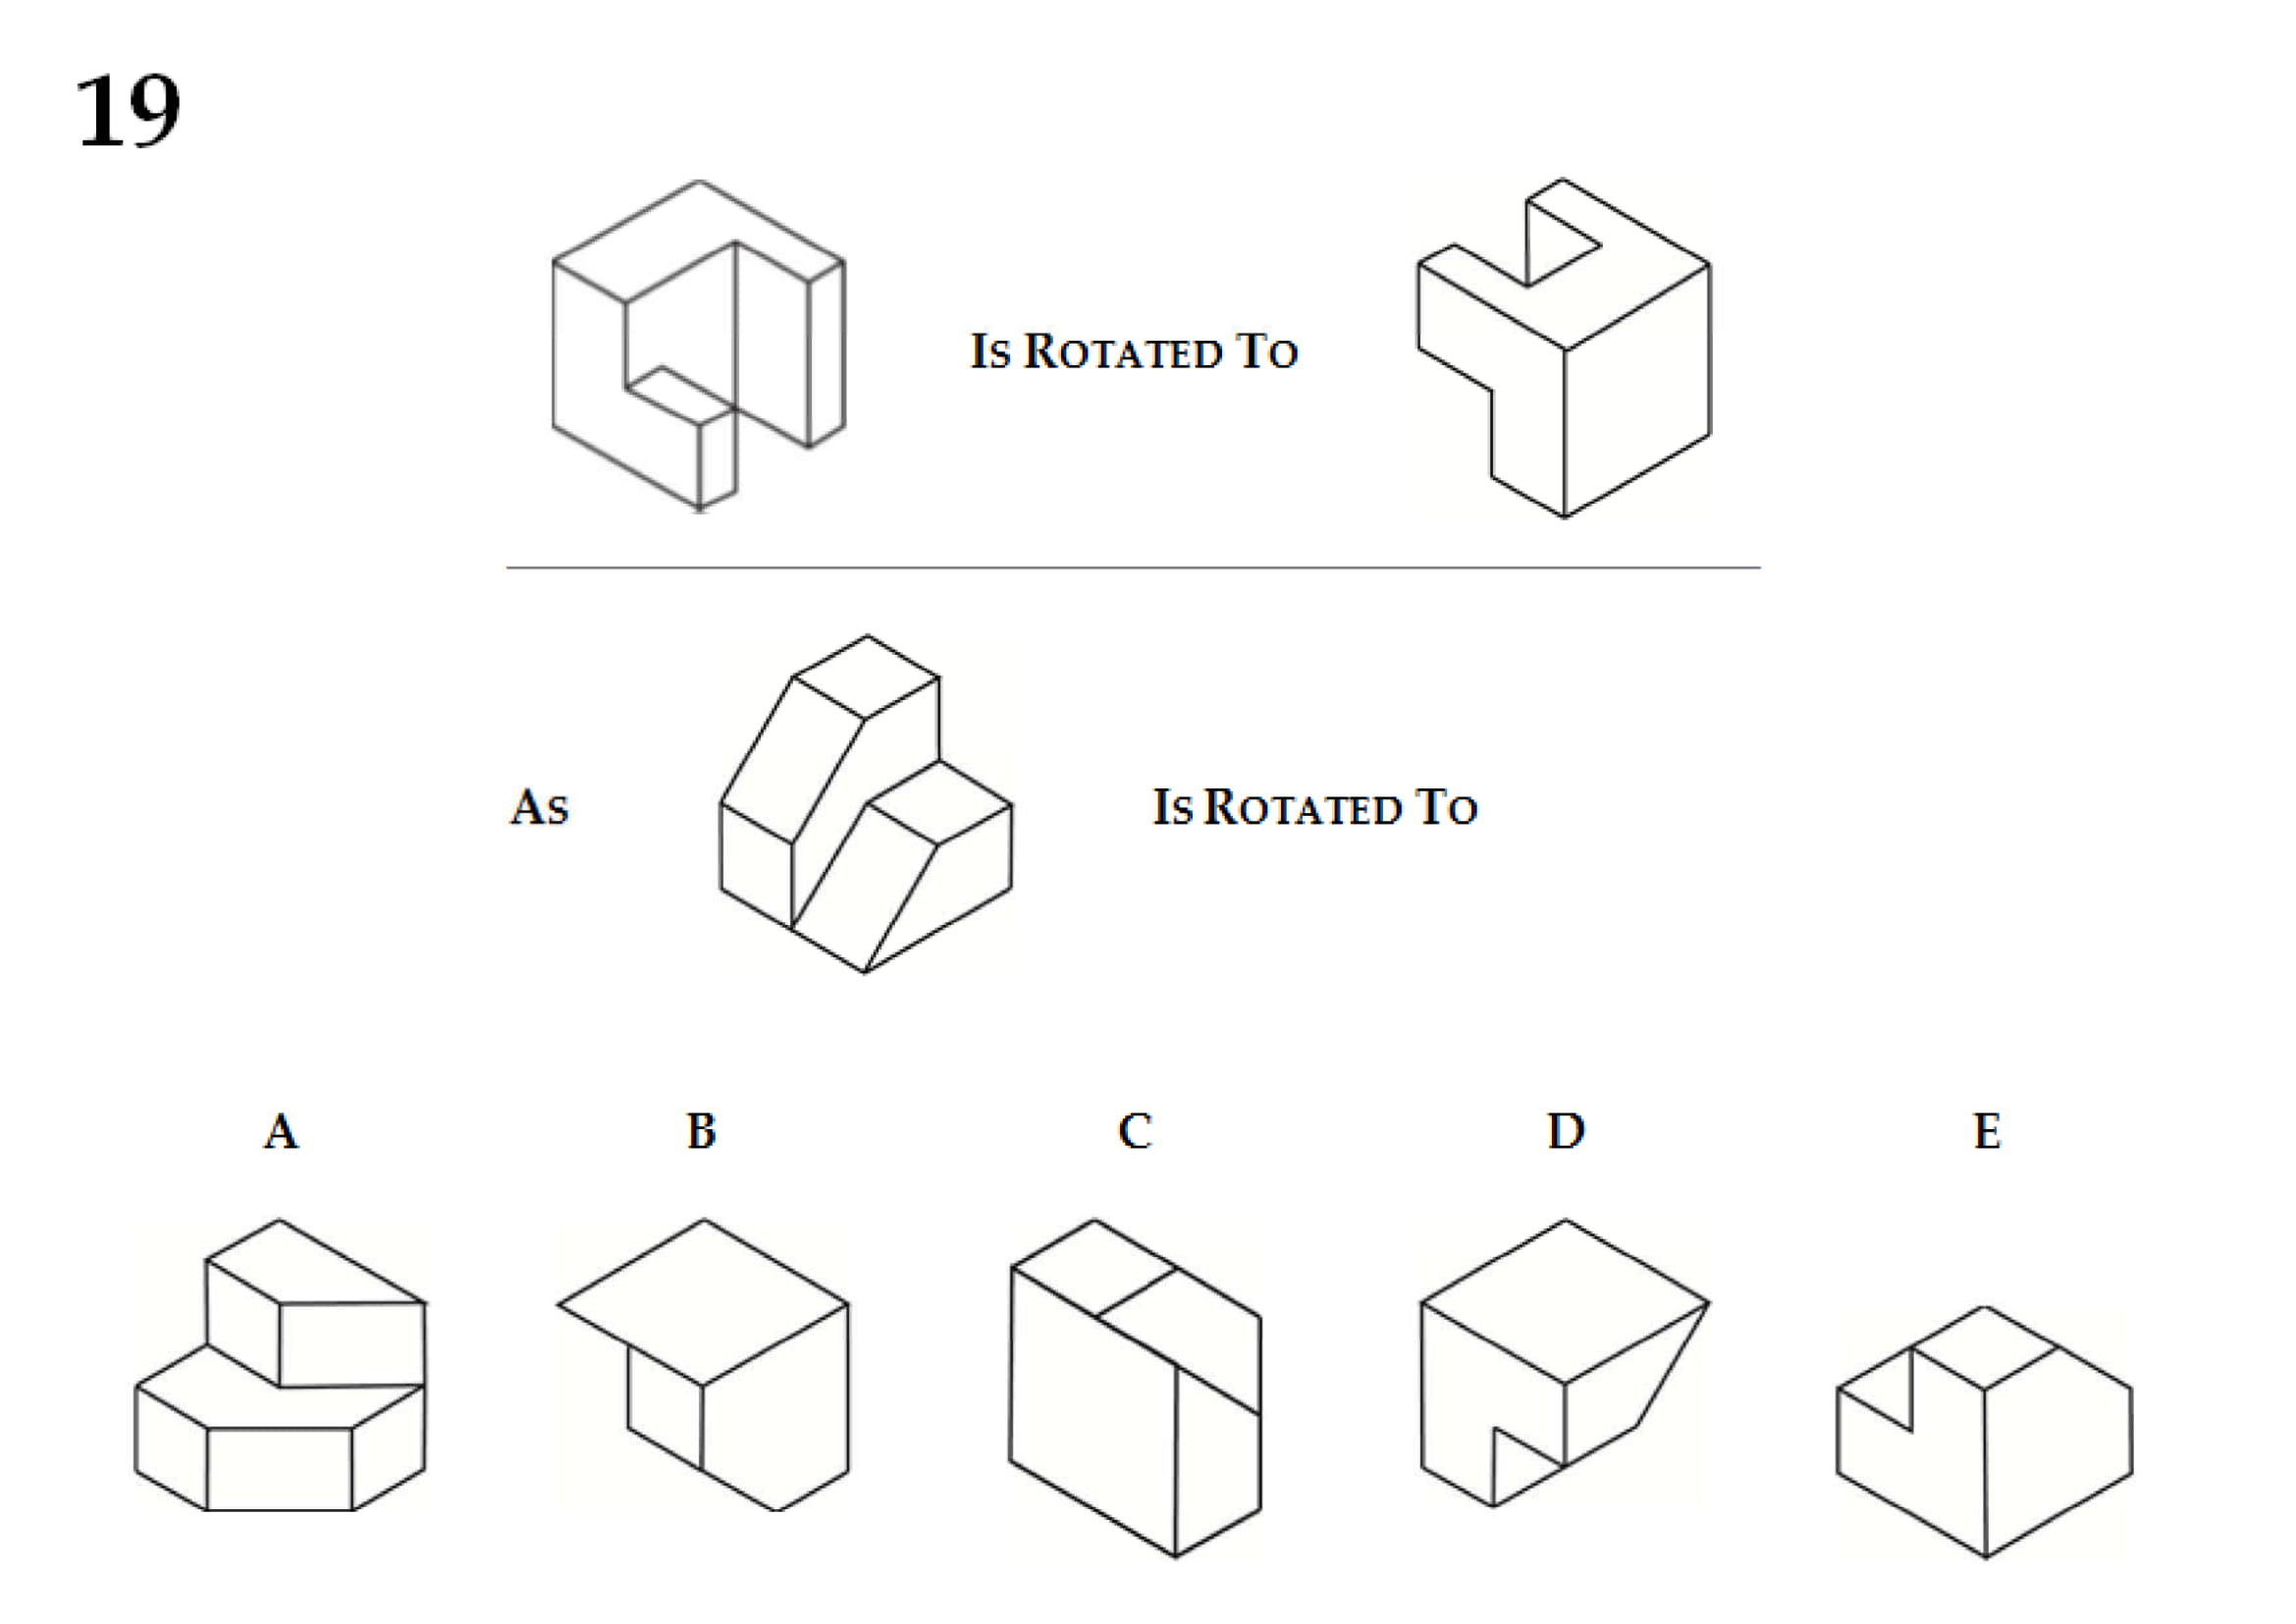 19
IS ROTATED TO
AS
IS ROTATED TO
A B C D E